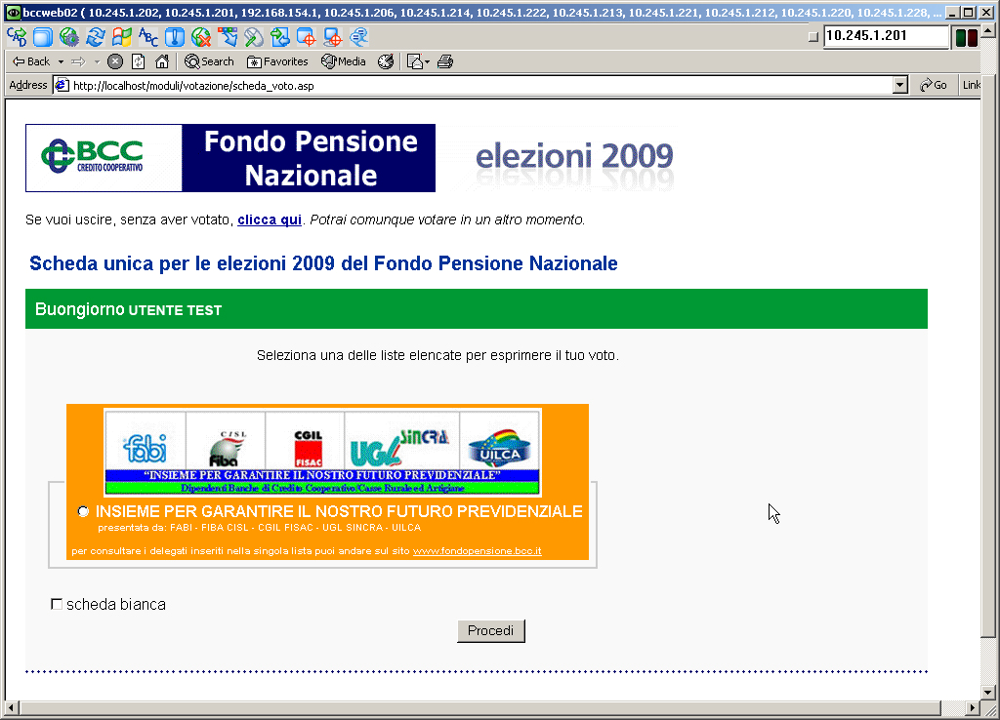 bccweb02 ( 10.245.1.202, 10.245.1.201, 192.168.154.1, 10.245.1.206, 10.245.1.214, 10.245.1.222, 10.245.1.213, 10.245.1.221, 10.245.1.212, 10.245.1.220, 10.245.1.228, ...
10.245.1.201
Back Search Favorites Media
Address http://localhost/moduli/votazione/scheda_voto.asp Go Link
BCC
CREDITO COOPERATIVO
Fondo Pensione
Nazionale
elezioni 2009
Se vuoi uscire, senza aver votato, clicca qui. Potrai comunque votare in un altro momento.
Scheda unica per le elezioni 2009 del Fondo Pensione Nazionale
Buongiorno UTENTE TEST
Seleziona una delle liste elencate per esprimere il tuo voto.
fabi
CISL
Fiba
CGIL
FISAC
UGL SINCRA
UILCA
"INSIEME PER GARANTIRE IL NOSTRO FUTURO PREVIDENZIALE"
Dipendenti Banche di Credito Cooperativo/Casse Rurale ed Artigiane
INSIEME PER GARANTIRE IL NOSTRO FUTURO PREVIDENZIALE
presentata da: FABI - FIBA CISL - CGIL FISAC - UGL SINCRA - UILCA
per consultare i delegati inseriti nella singola lista puoi andare sul sito www.fondopensione.bcc.it
scheda bianca
Procedi